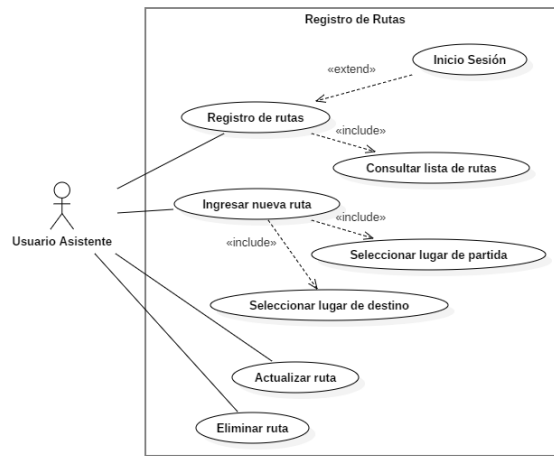 Registro de Rutas
Inicio Sesión
«extend»
Registro de rutas
«include»
Consultar lista de rutas
Ingresar nueva ruta
«include»
Usuario Asistente
«include»
Seleccionar lugar de partida
Seleccionar lugar de destino
Actualizar ruta
Eliminar ruta